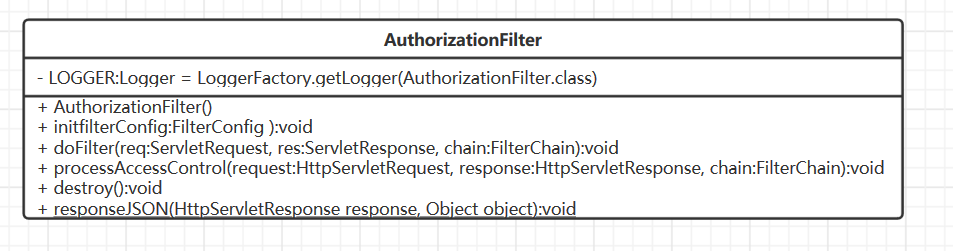 AuthorizationFilter
- LOGGER:Logger = LoggerFactory.getLogger(AuthorizationFilter.class)
+ AuthorizationFilter()
+ initfilterConfig:FilterConfig ):void
+ doFilter(req:ServletRequest, res:ServletResponse, chain:FilterChain):void
+ processAccessControl(request:HttpServletRequest, response:HttpServletResponse, chain:FilterChain):void
+ destroy():void
+ responseJSON(HttpServletResponse response, Object object):void